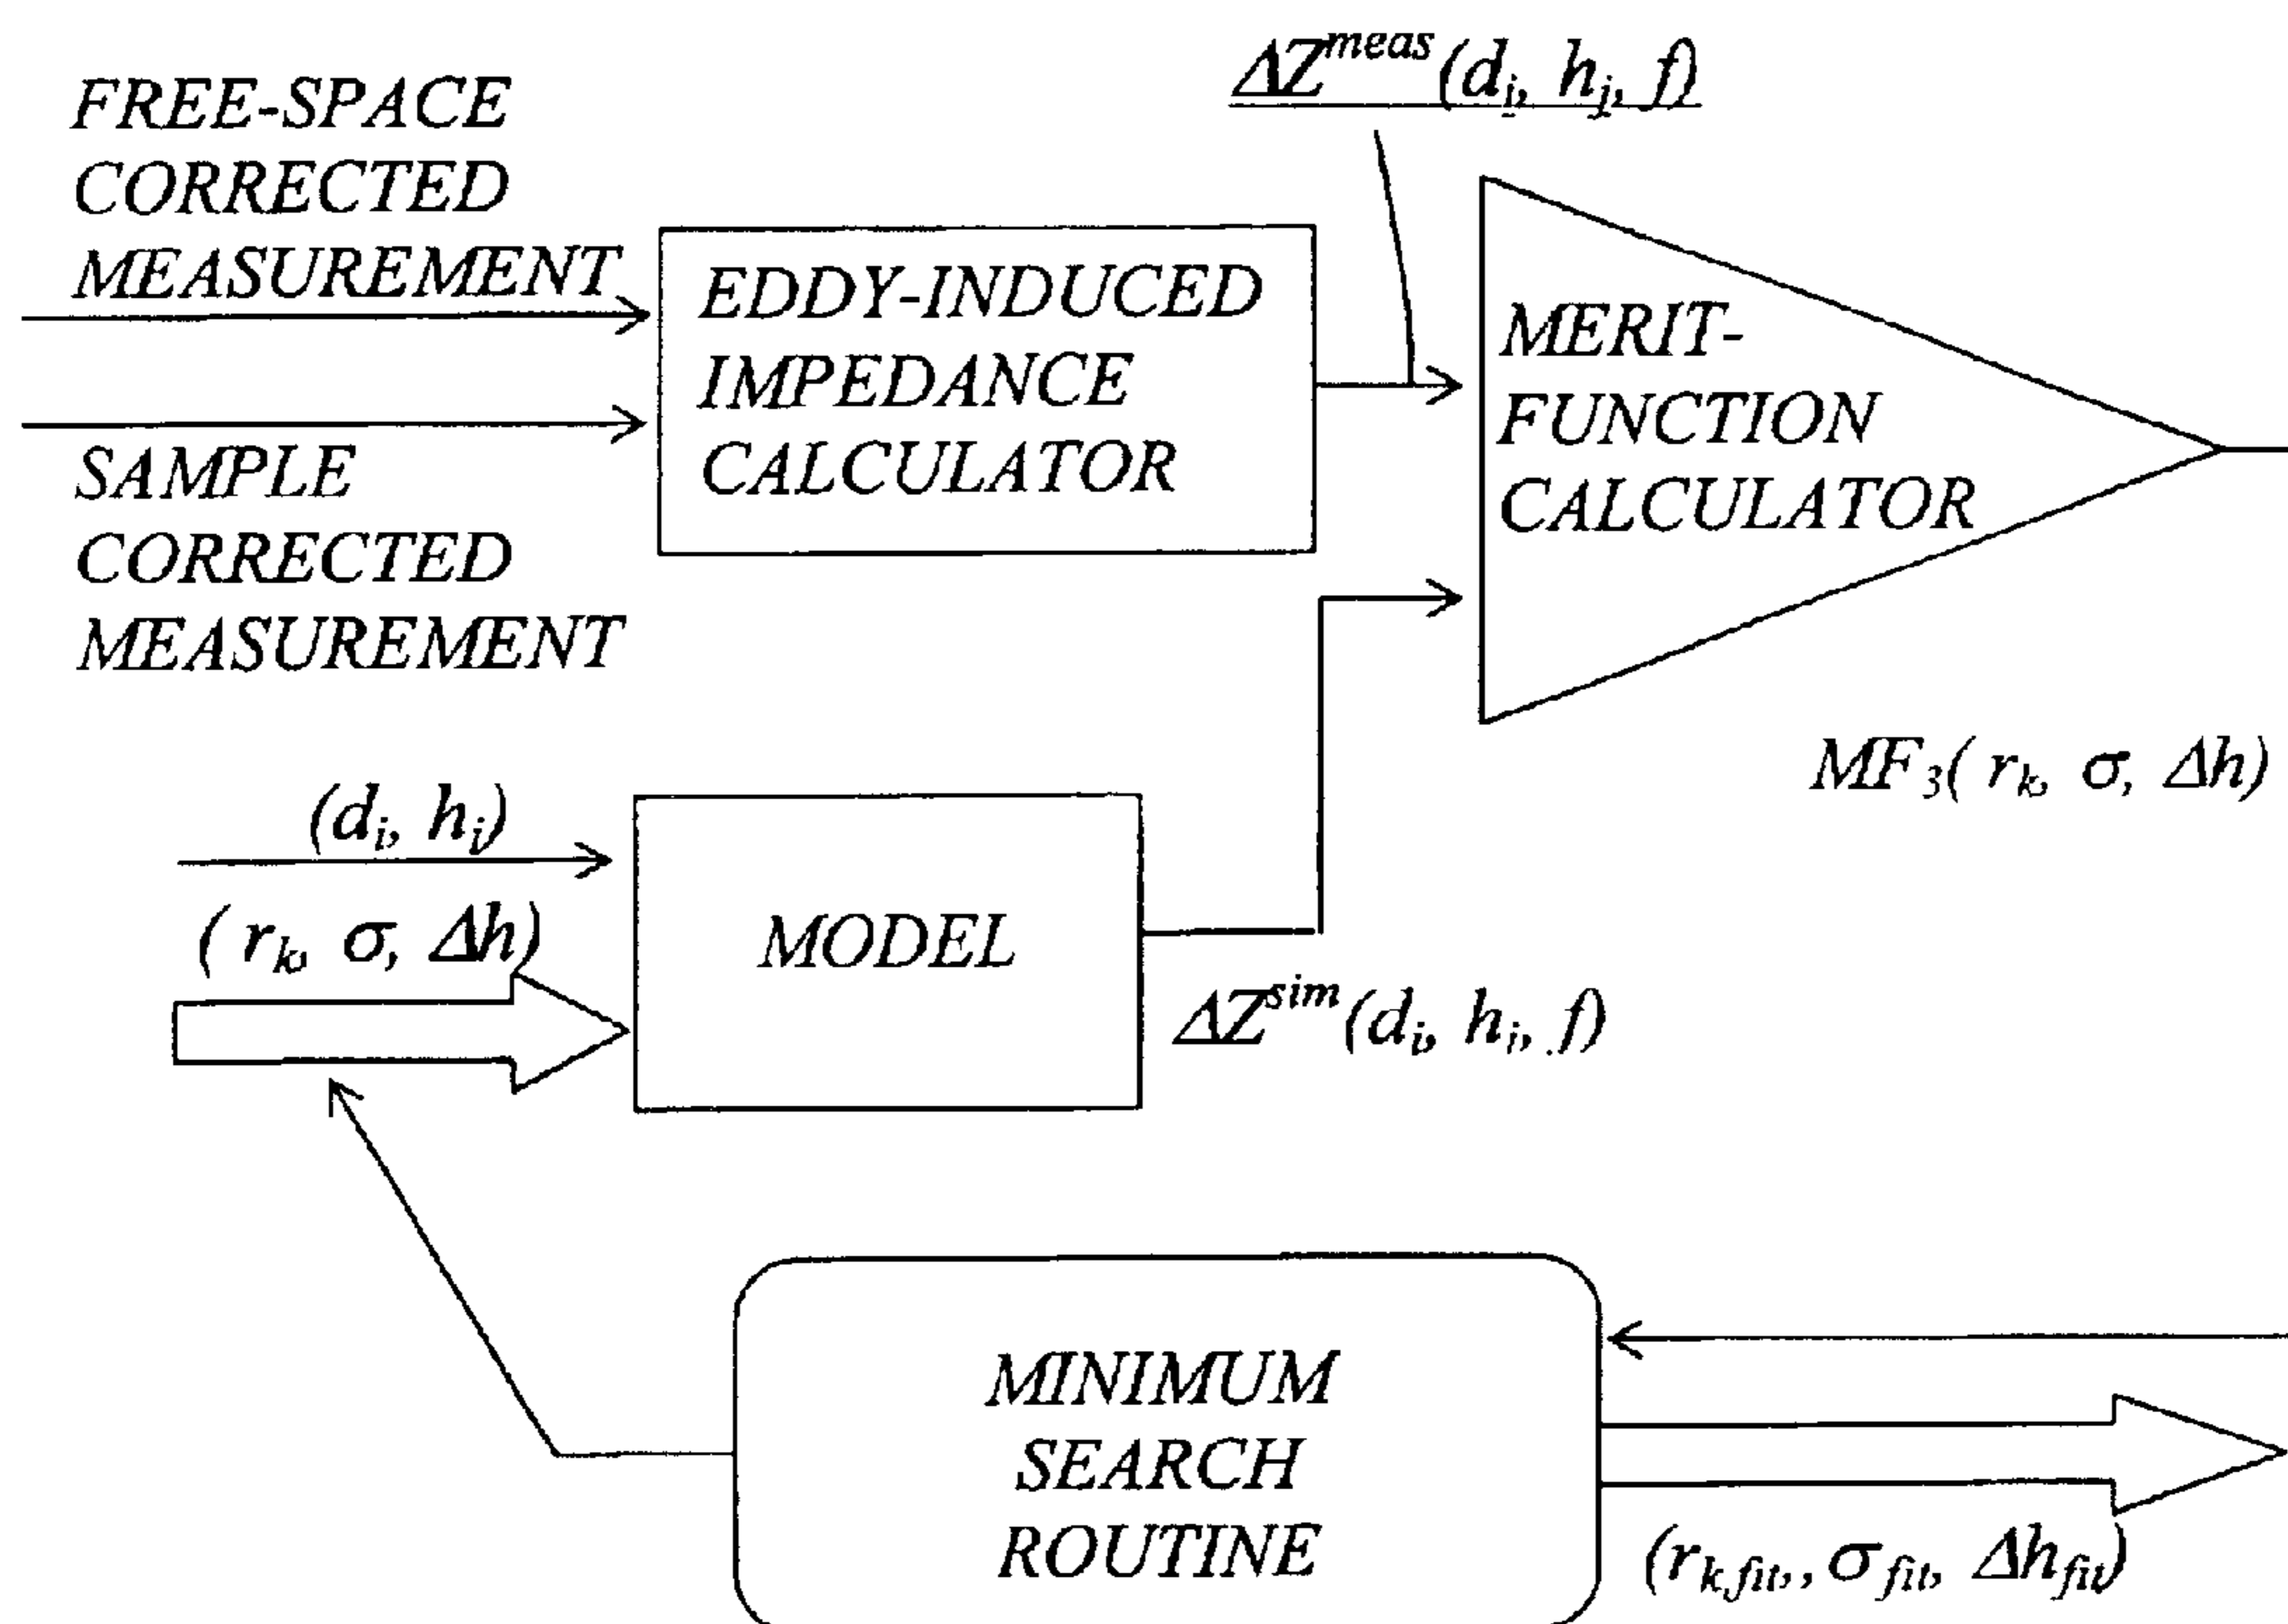 ΔZ^meas(d_i, h_j, f)
FREE-SPACE
CORRECTED
MEASUREMENT
EDDY-INDUCED
IMPEDANCE
CALCULATOR
MERIT-
FUNCTION
CALCULATOR
SAMPLE
CORRECTED
MEASUREMENT
MF_3( r_k, σ, Δh)
(d_i, h_j)
( r_k, σ, Δh)
MODEL
ΔZ^sim(d_i, h_i, f)
MINIMUM
SEARCH
ROUTINE
(r_k,fit, , σ_fit, Δh_fit)